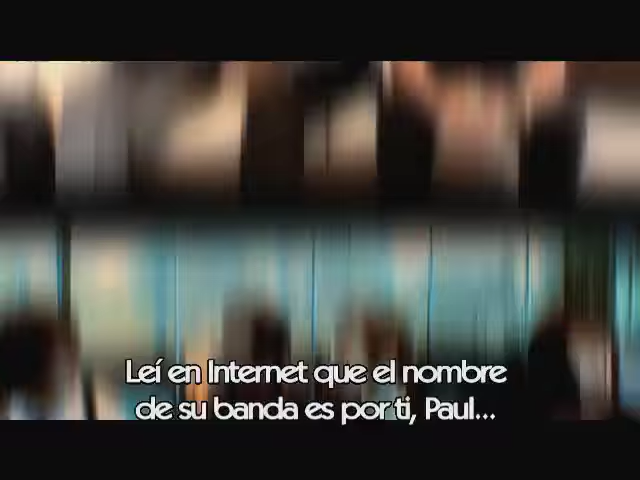 Leí en Internet que el nombre
de su banda es por ti, Paul...